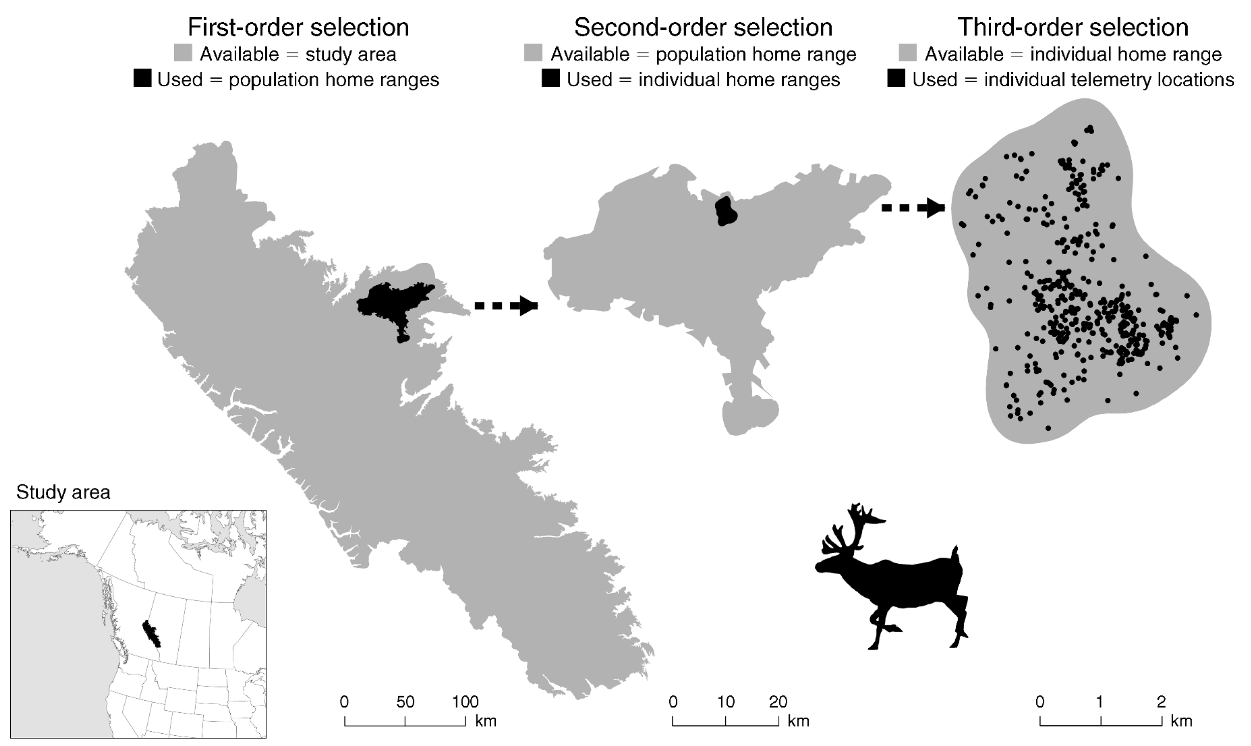 First-order selection
Available = study area
Used = population home ranges
Second-order selection
Available = population home range
Used = individual home ranges
Third-order selection
Available = individual home range
Used = individual telemetry locations
Study area
0 50 100
km
0 10 20
km
0 1 2
km